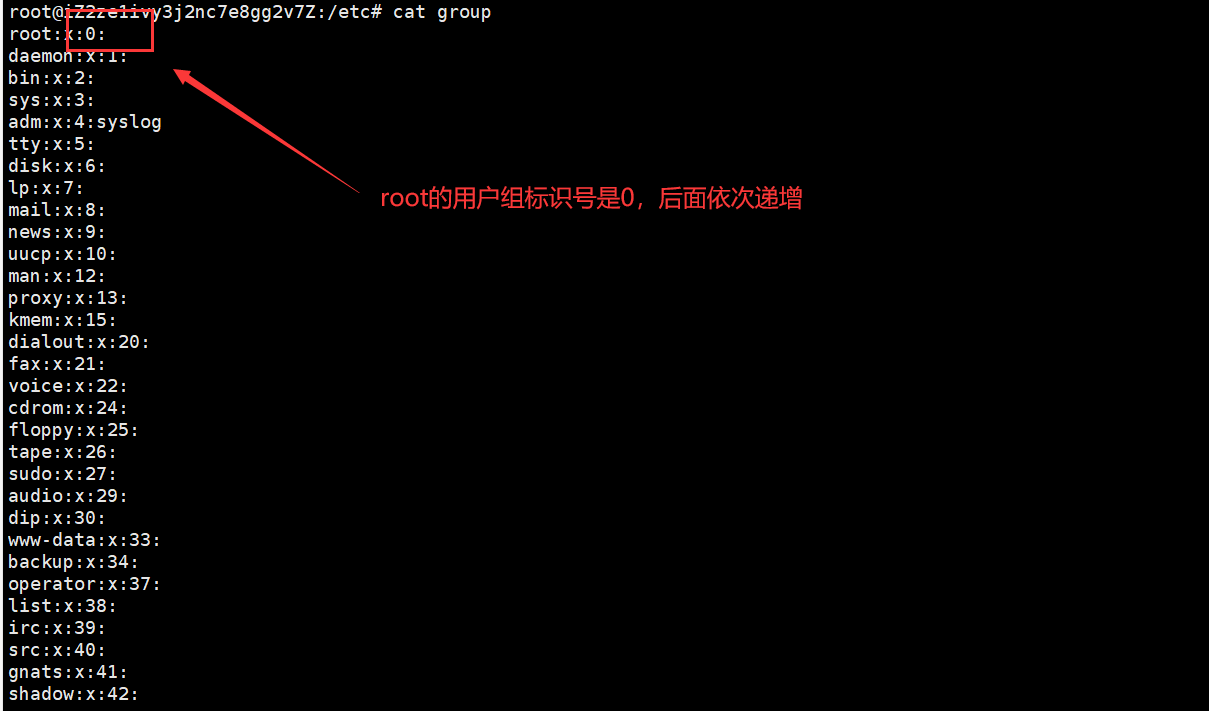 root@iZ2ze1ivy3j2nc7e8gg2v7Z:/etc# cat group
root:x:0:
daemon:x:1:
bin:x:2:
sys:x:3:
adm:x:4:syslog
tty:x:5:
disk:x:6:
lp:x:7:
root的用户组标识号是0，后面依次递增
mail:x:8:
news:x:9:
uucp:x:10:
man:x:12:
proxy:x:13:
kmem:x:15:
dialout:x:20:
fax:x:21:
voice:x:22:
cdrom:x:24:
floppy:x:25:
tape:x:26:
sudo:x:27:
audio:x:29:
dip:x:30:
www-data:x:33:
backup:x:34:
operator:x:37:
list:x:38:
irc:x:39:
src:x:40:
gnats:x:41:
shadow:x:42: